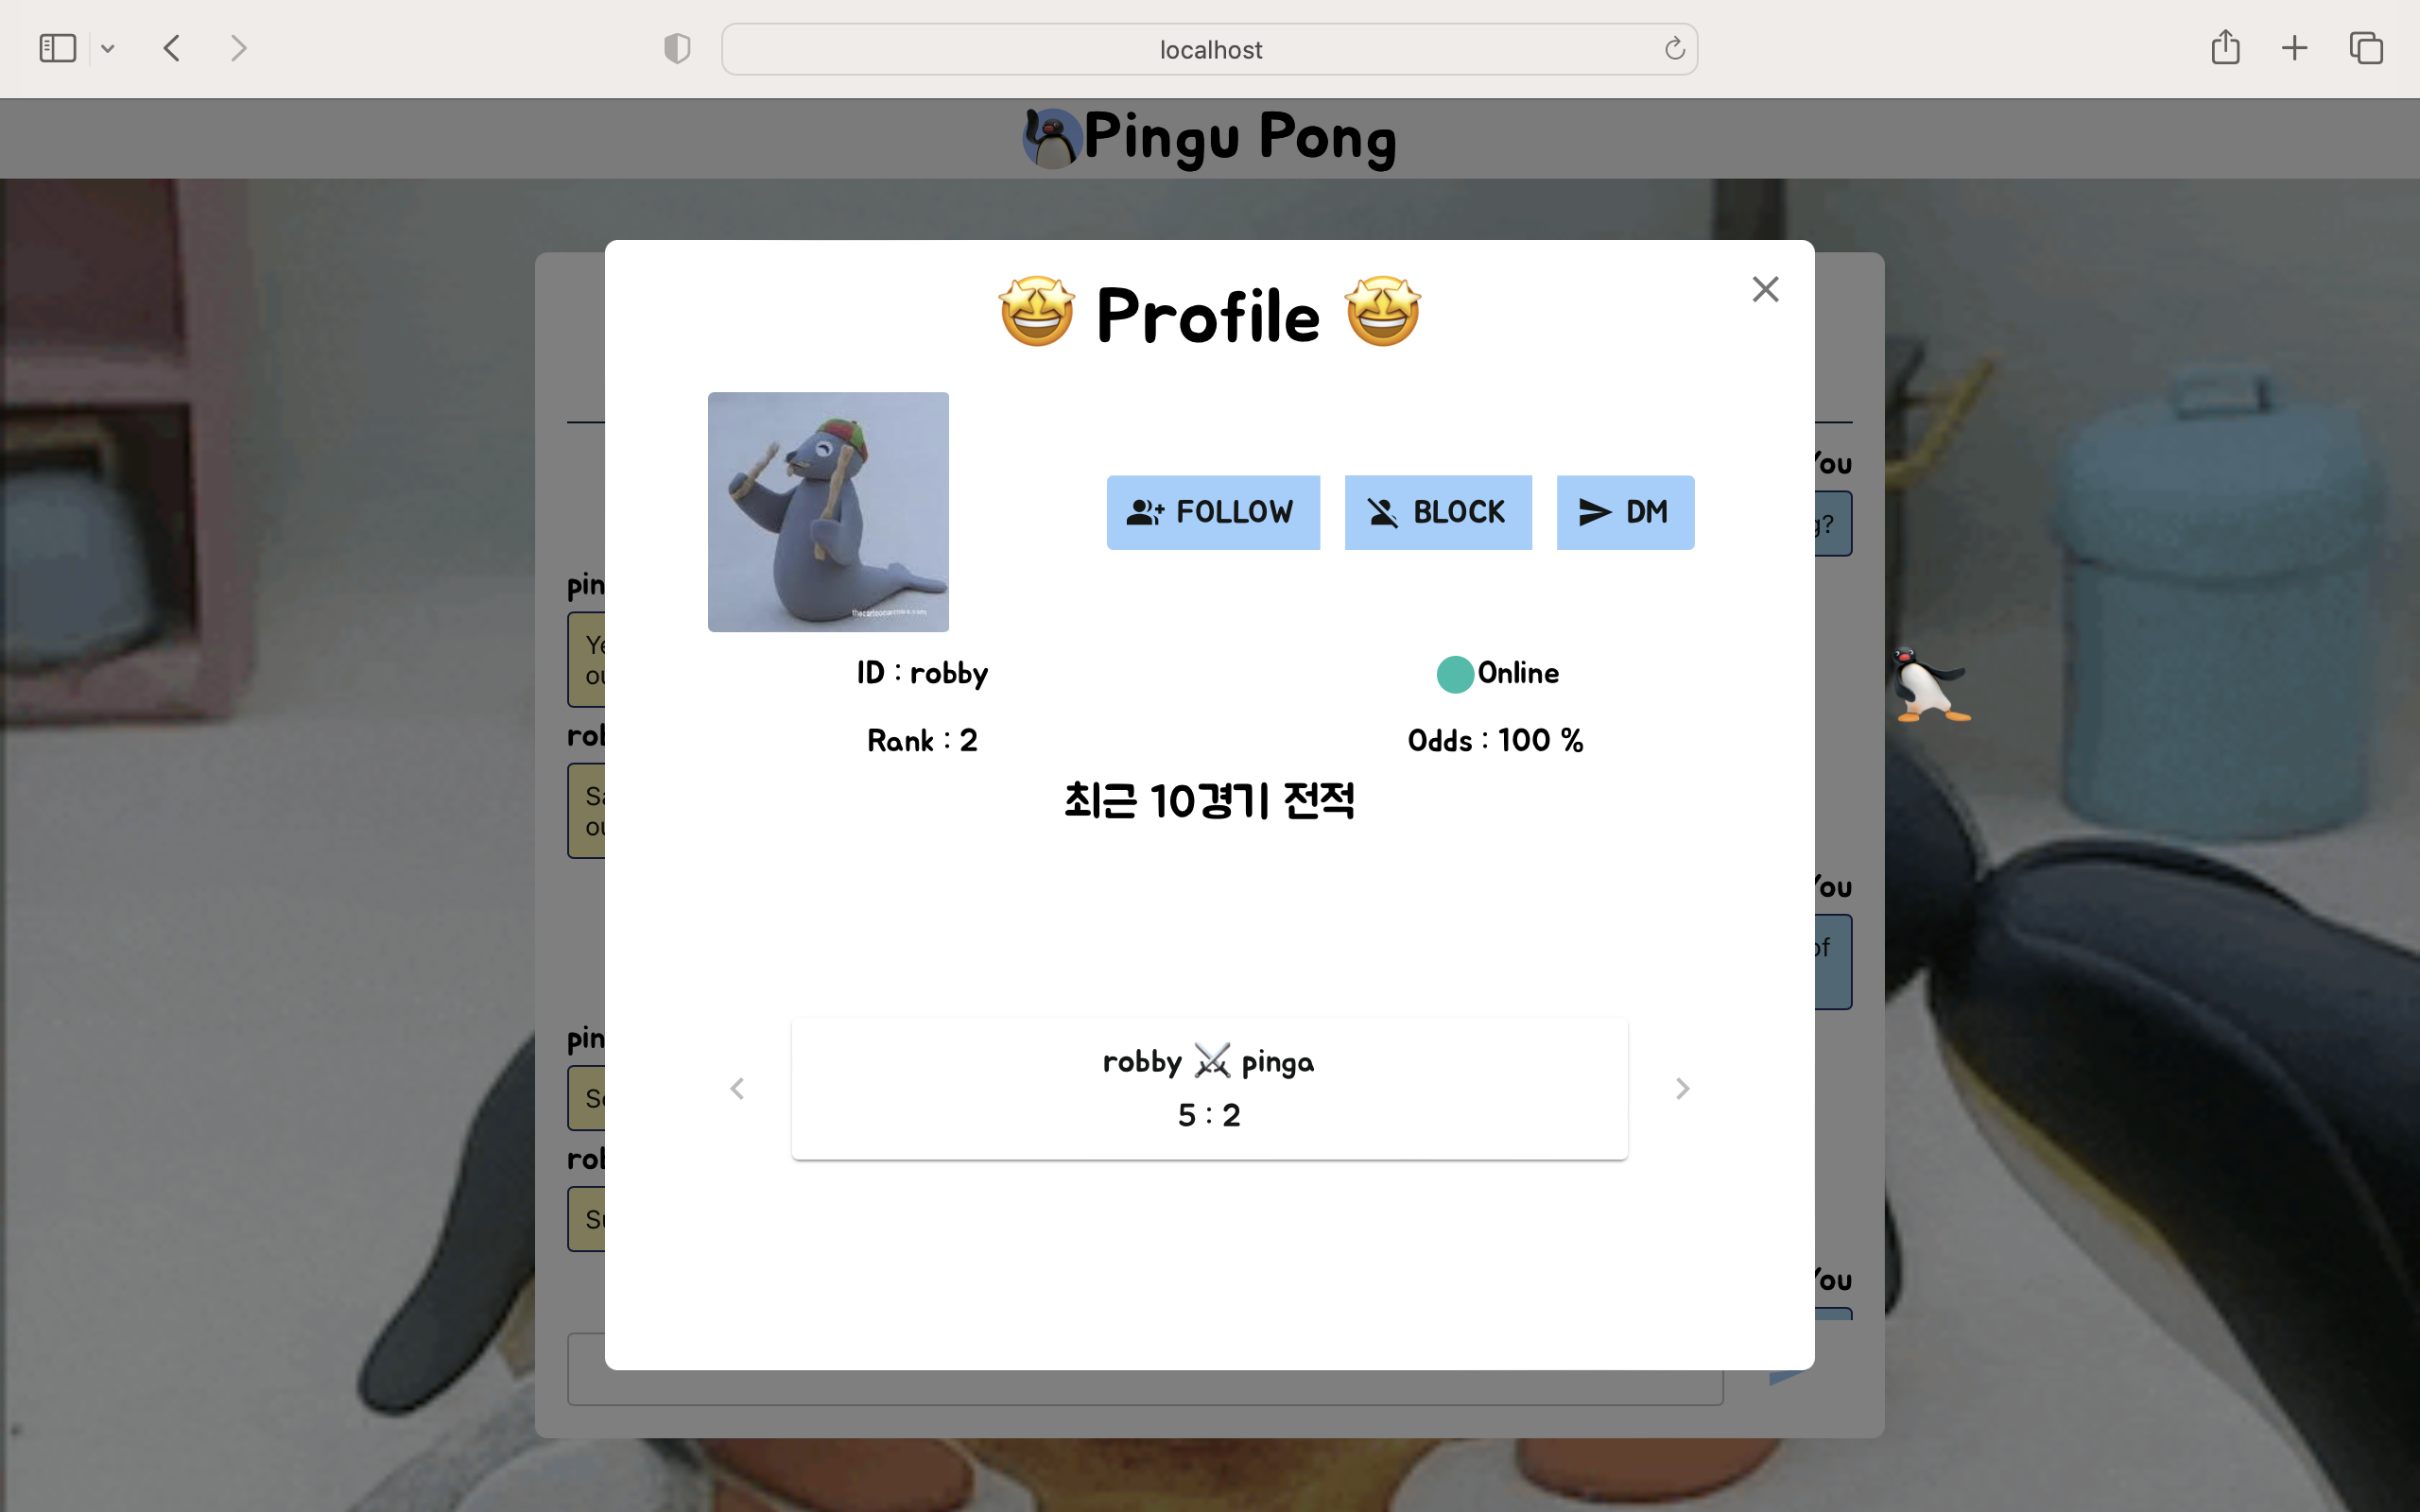 localhost
Pingu Pong
Profile
FOLLOW
BLOCK
DM
ID : robby
Online
Rank : 2
Odds : 100 %
최근 10경기 전적
robby ⚔ pinga
5 : 2